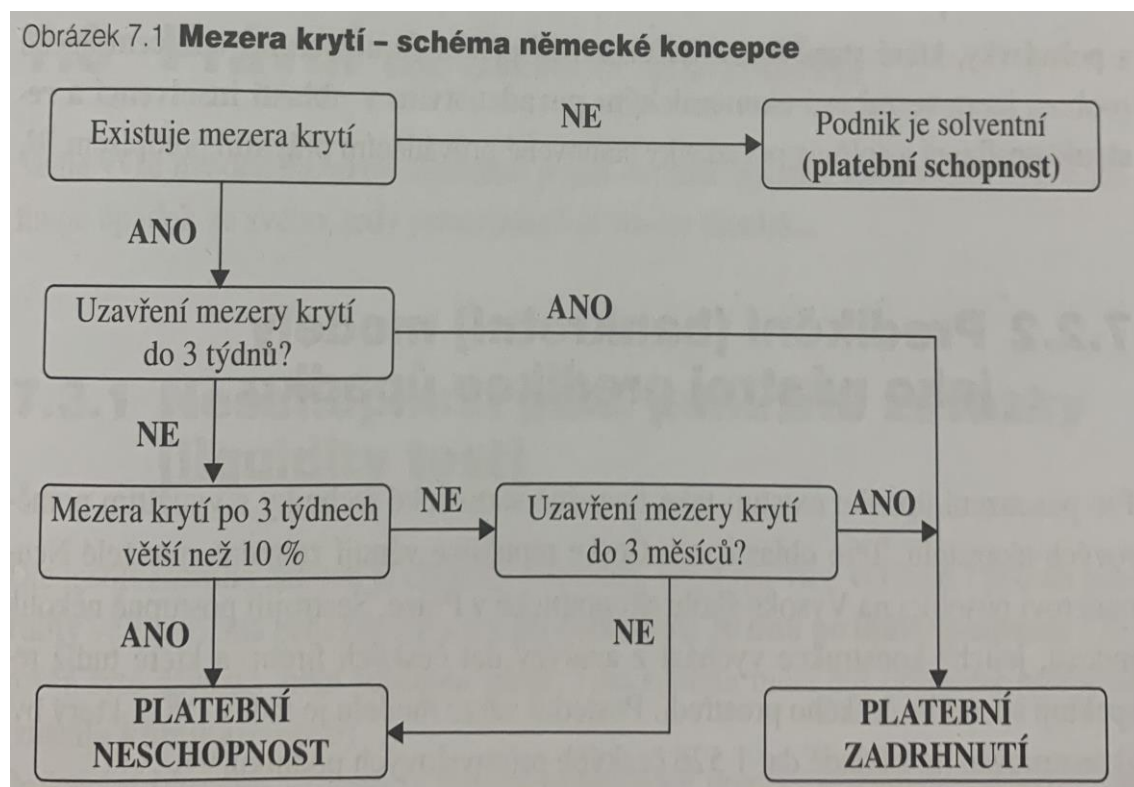 Obrázek 7.1 Mezera krytí – schéma německé koncepce
Existuje mezera krytí
NE
Podnik je solventní
(platební schopnost)
ANO
Uzavření mezery krytí
do 3 týdnů?
ANO
NE
Mezera krytí po 3 týdnech
větší než 10 %
NE
Uzavření mezery krytí
do 3 měsíců?
ANO
ANO
NE
PLATEBNÍ
NESCHOPNOST
PLATEBNÍ
ZADRHNUTÍ